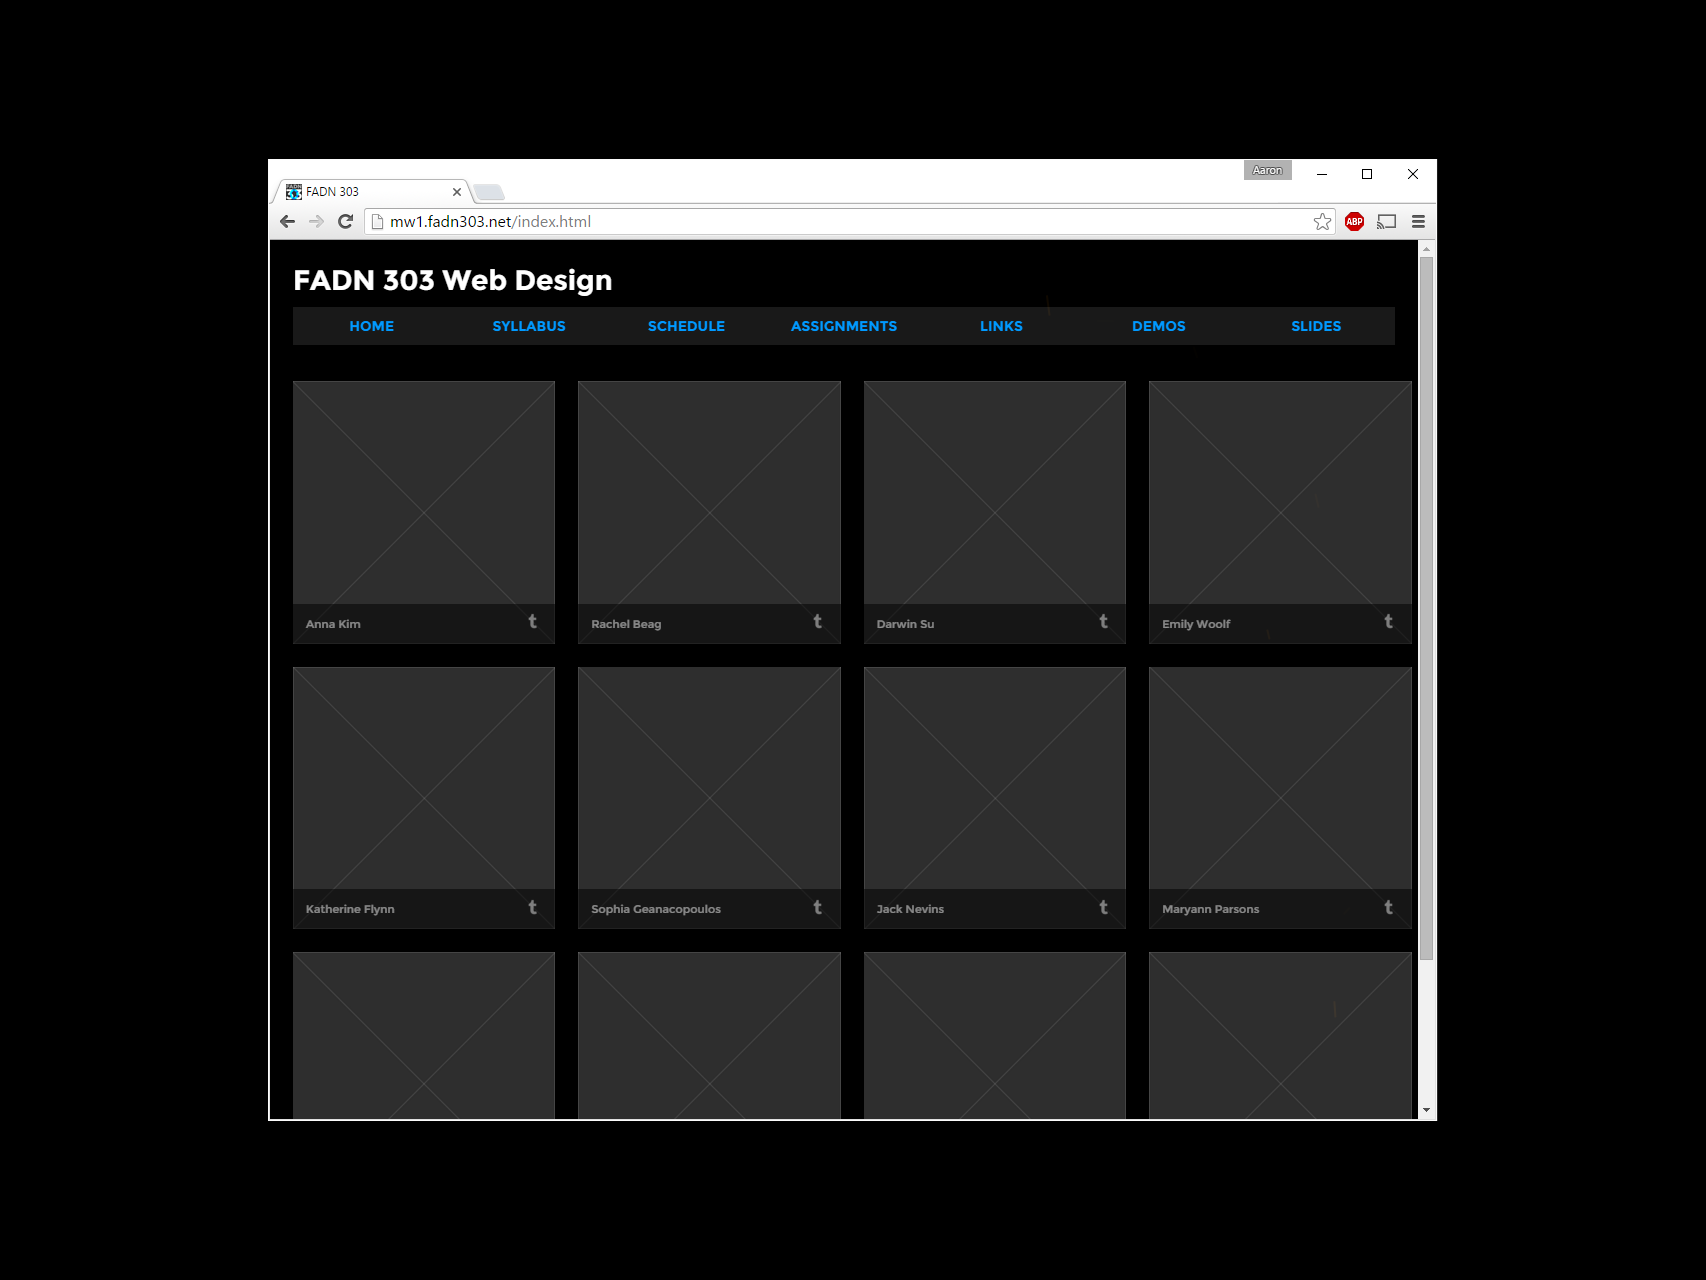 Aaron
FADN 303
mw1.fadn303.net/index.html
ABP
FADN 303 Web Design
HOME SYLLABUS SCHEDULE ASSIGNMENTS LINKS DEMOS SLIDES
Anna Kim t Rachel Beag t Darwin Su t Emily Woolf t
Katherine Flynn t Sophia Geanacopoulos t Jack Nevins t Maryann Parsons t